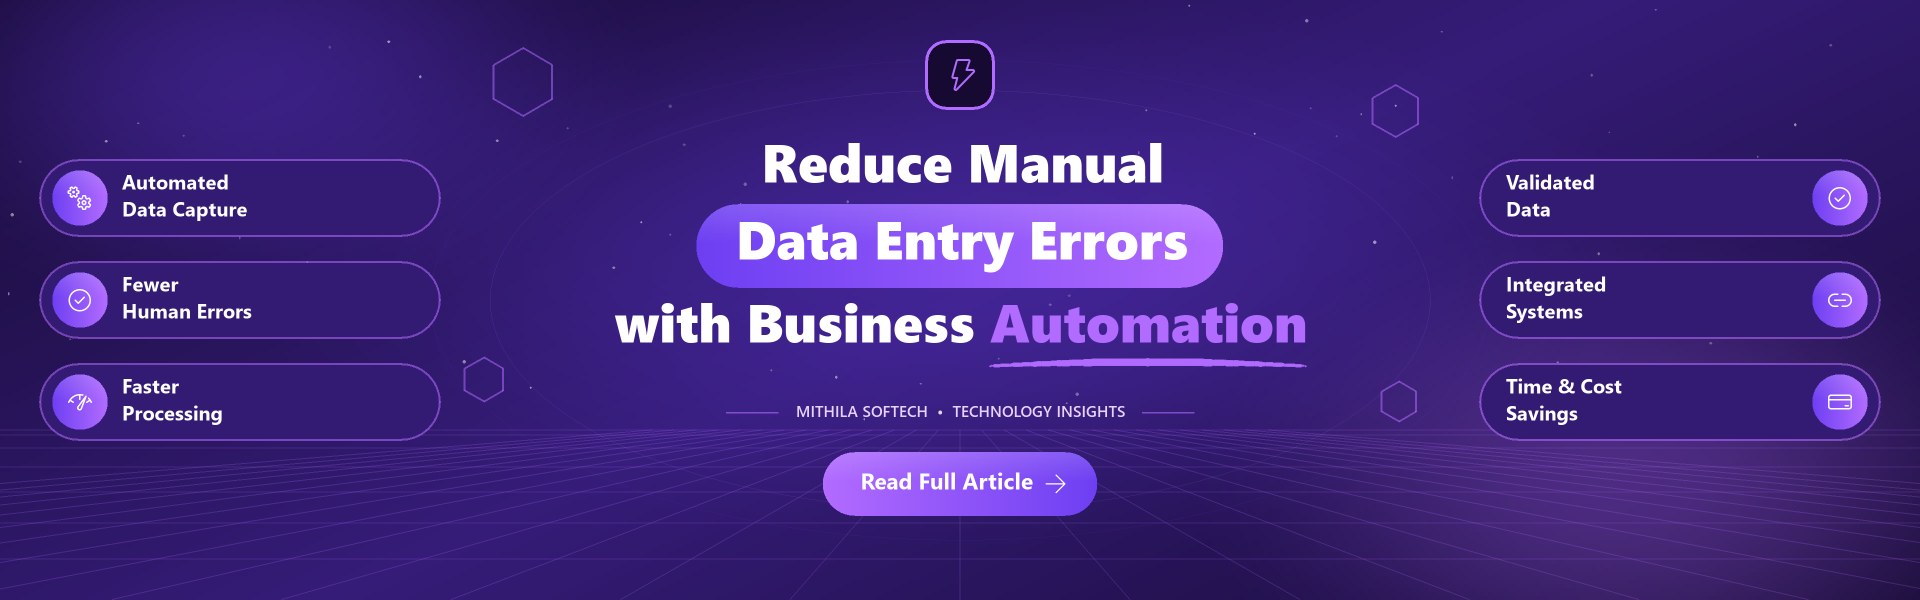 Automated
Data Capture
Fewer
Human Errors
Faster
Processing
Reduce Manual
Data Entry Errors
with Business Automation
MITHILA SOFTECH • TECHNOLOGY INSIGHTS
Read Full Article →
Validated
Data
Integrated
Systems
Time & Cost
Savings